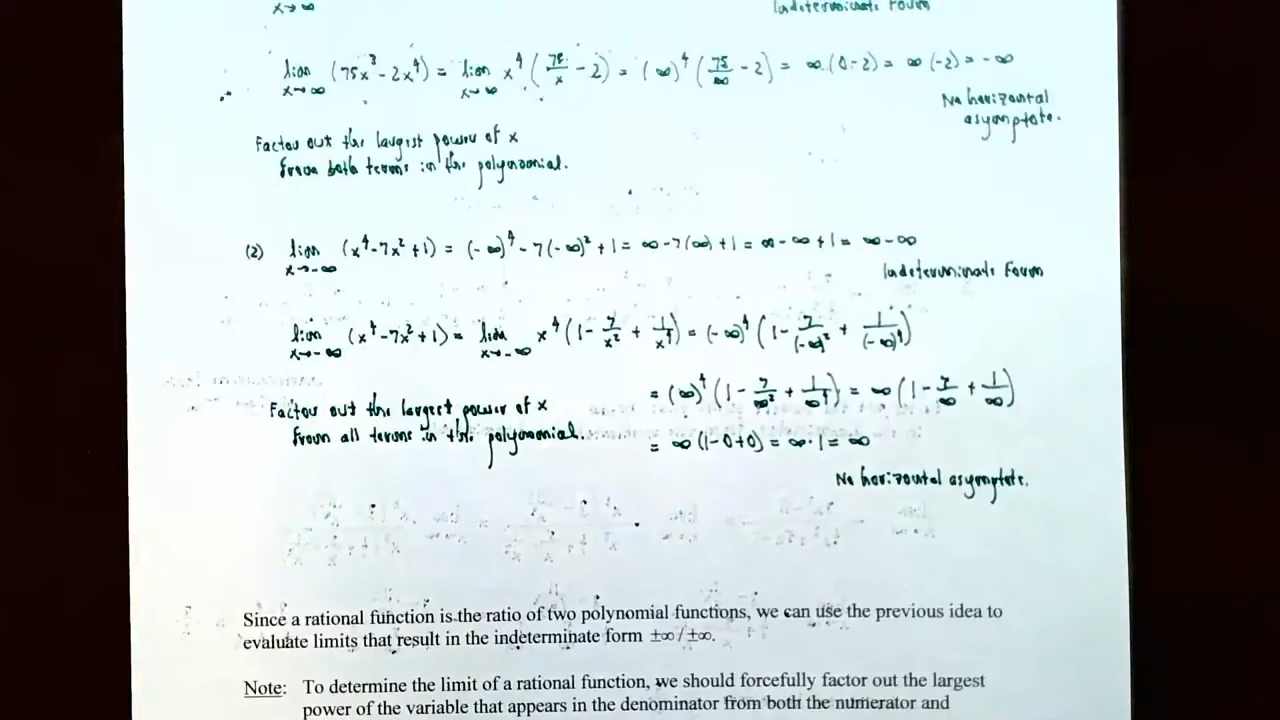 x→∞ Indeterminate Form
lim (75x³-2x⁴) = lim x⁴(75/x - 2) = (∞)⁴(75/∞ - 2) = ∞·(0-2) = ∞(-2) = -∞
x→∞ x→∞
No horizontal
asymptote.
Factor out the largest power of x
from both terms in the polynomial.
(2) lim (x⁴-7x²+1) = (-∞)⁴-7(-∞)²+1 = ∞-7(∞)+1 = ∞-∞+1 = ∞-∞
x→-∞
Indeterminate Form
lim (x⁴-7x²+1) = lim x⁴(1 - 7/x² + 1/x⁴) = (-∞)⁴(1 - 7/(-∞)² + 1/(-∞)⁴)
x→-∞ x→-∞
= (∞)⁴(1 - 7/∞² + 1/∞⁴) = ∞(1 - 7/∞ + 1/∞)
Factor out the largest power of x
from all terms in the polynomial.
= ∞(1-0+0) = ∞·1 = ∞
No horizontal asymptote.
Since a rational function is the ratio of two polynomial functions, we can use the previous idea to
evaluate limits that result in the indeterminate form ±∞/±∞.
Note: To determine the limit of a rational function, we should forcefully factor out the largest
power of the variable that appears in the denominator from both the numerator and